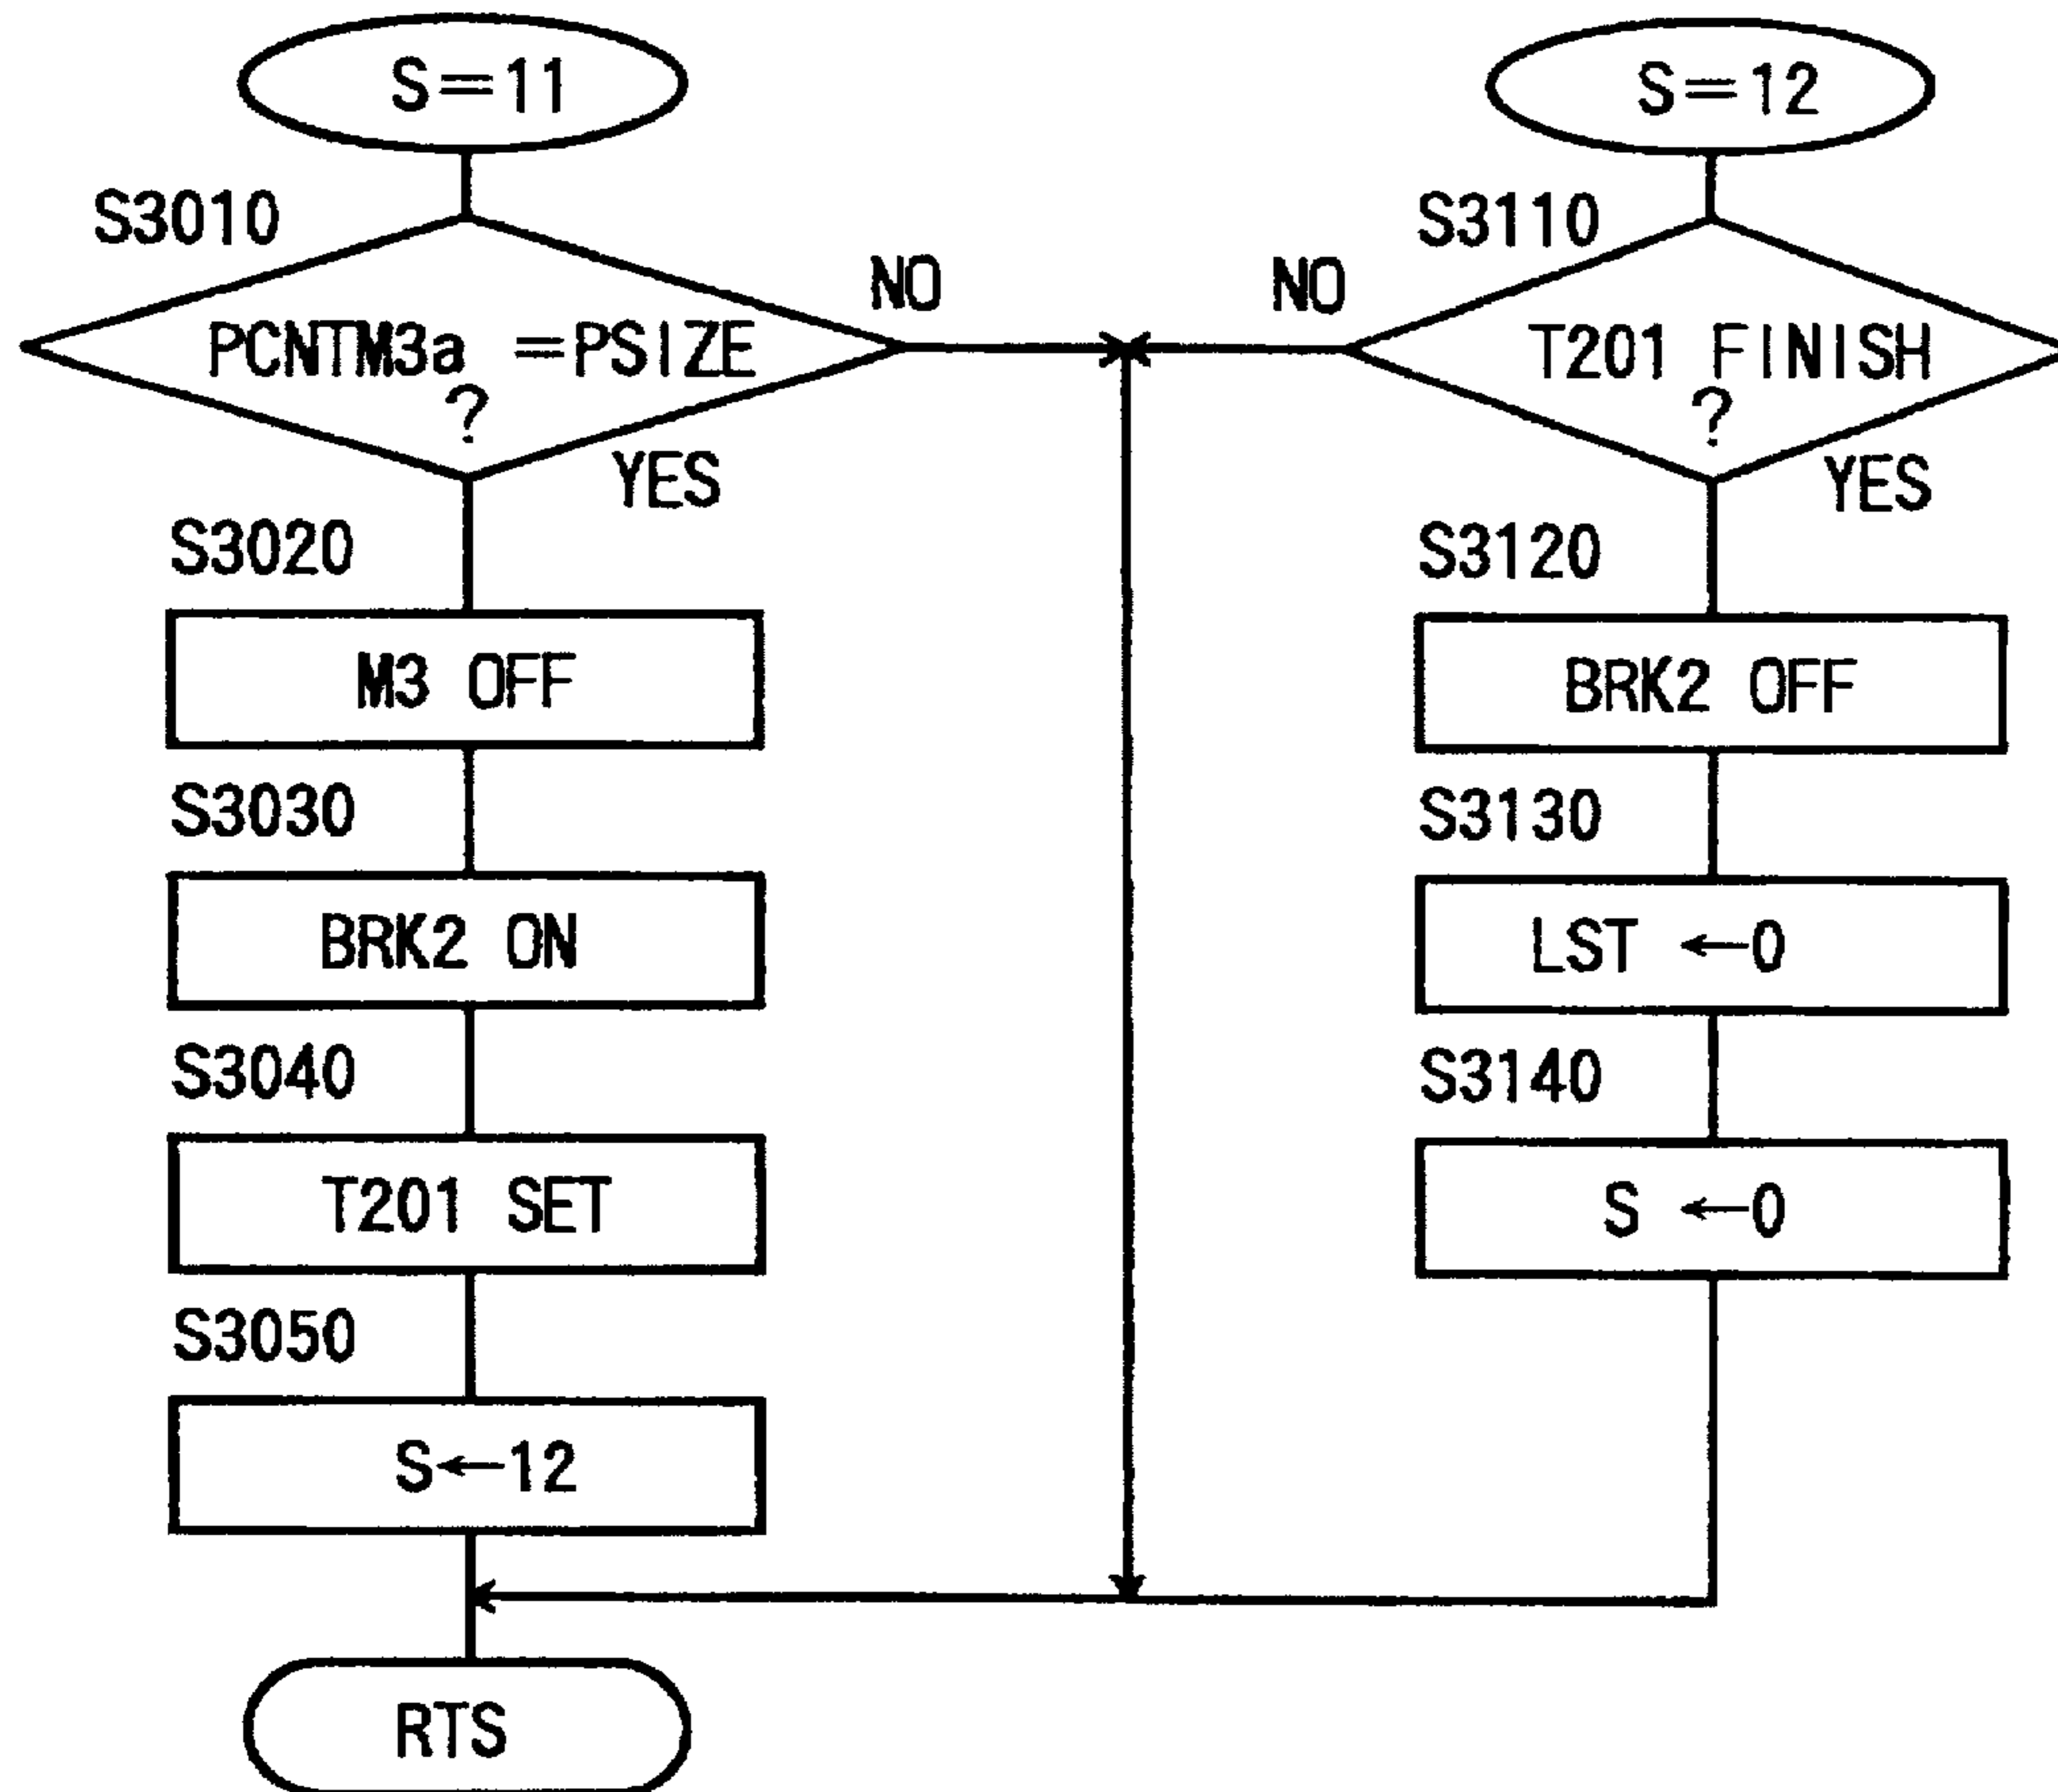 S=11
S3010
PCNTM3a =PSIZE
?
NO
YES
S3020
M3 OFF
S3030
BRK2 ON
S3040
T201 SET
S3050
S←12
RTS
S=12
S3110
NO
T201 FINISH
?
YES
S3120
BRK2 OFF
S3130
LST ←0
S3140
S ←0